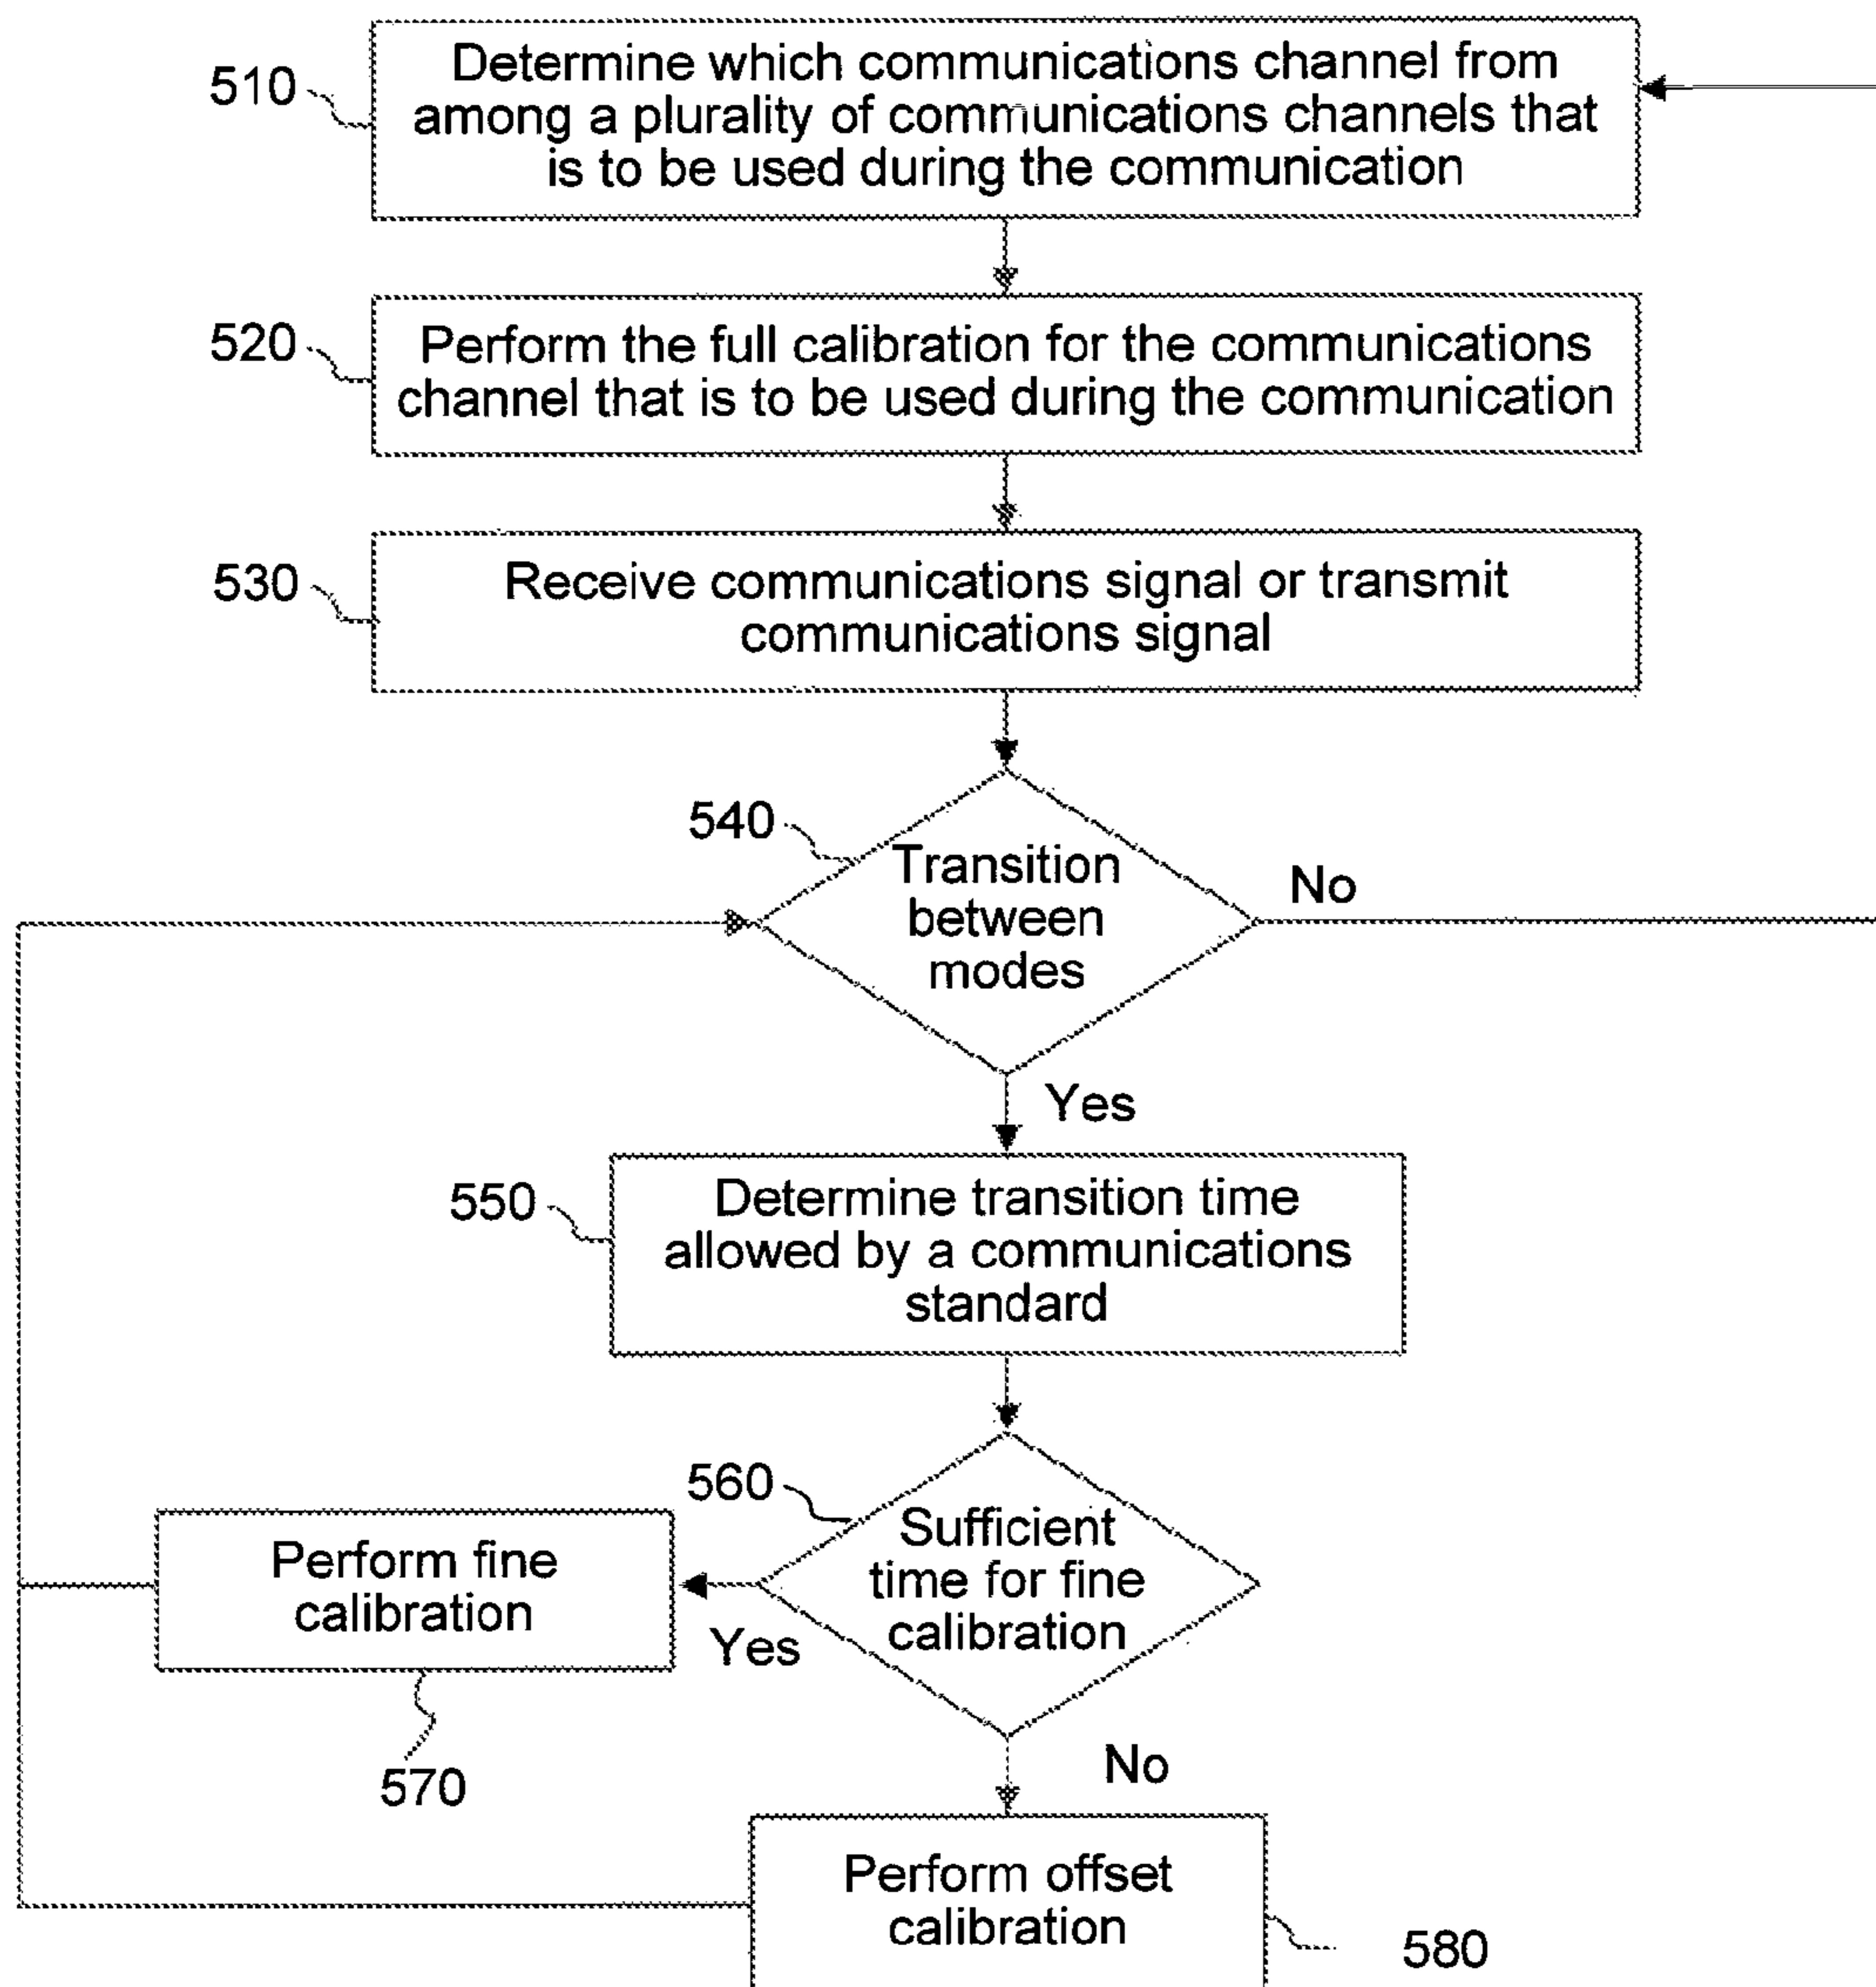 510
Determine which communications channel from
among a plurality of communications channels that
is to be used during the communication
520
Perform the full calibration for the communications
channel that is to be used during the communication
530
Receive communications signal or transmit
communications signal
540
Transition
between
modes
No
Yes
550
Determine transition time
allowed by a communications
standard
560
Sufficient
time for fine
calibration
Perform fine
calibration
Yes
570
No
Perform offset
calibration
580